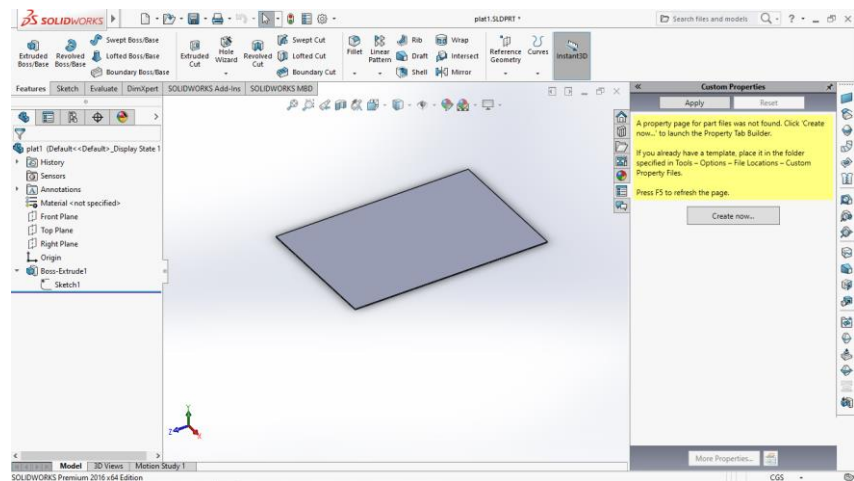 SOLIDWORKS
plat1.SLDPRT *
Search files and models
Extruded Boss/Base
Revolved Boss/Base
Swept Boss/Base
Lofted Boss/Base
Boundary Boss/Base
Extruded Cut
Hole Wizard
Revolved Cut
Swept Cut
Lofted Cut
Boundary Cut
Fillet
Linear Pattern
Rib
Draft
Shell
Wrap
Intersect
Mirror
Reference Geometry
Curves
Instant3D
Features Sketch Evaluate DimXpert SOLIDWORKS Add-Ins SOLIDWORKS MBD
Custom Properties
Apply Reset
A property page for part files was not found. Click 'Create
now...' to launch the Property Tab Builder.
If you already have a template, place it in the folder
specified in Tools – Options – File Locations – Custom
Property Files.
Press F5 to refresh the page.
Create now...
plat1 (Default<<Default>_Display State 1
History
Sensors
Annotations
Material <not specified>
Front Plane
Top Plane
Right Plane
Origin
Boss-Extrude1
Sketch1
More Properties...
Model 3D Views Motion Study 1
SOLIDWORKS Premium 2016 x64 Edition
CGS